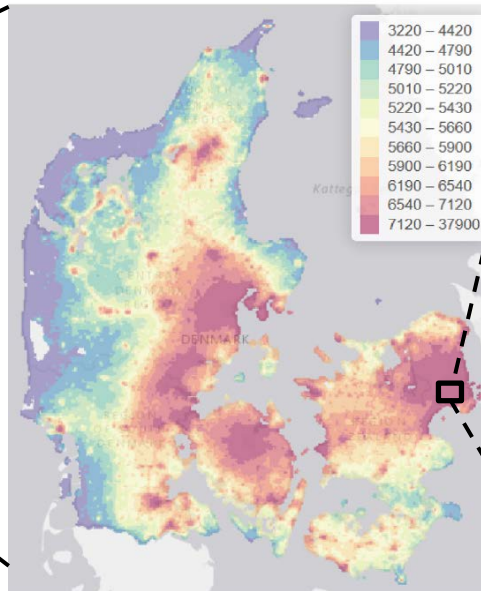 3220 – 4420
4420 – 4790
4790 – 5010
5010 – 5220
5220 – 5430
5430 – 5660
5660 – 5900
5900 – 6190
6190 – 6540
6540 – 7120
7120 – 37900
Katteg
DENMARK